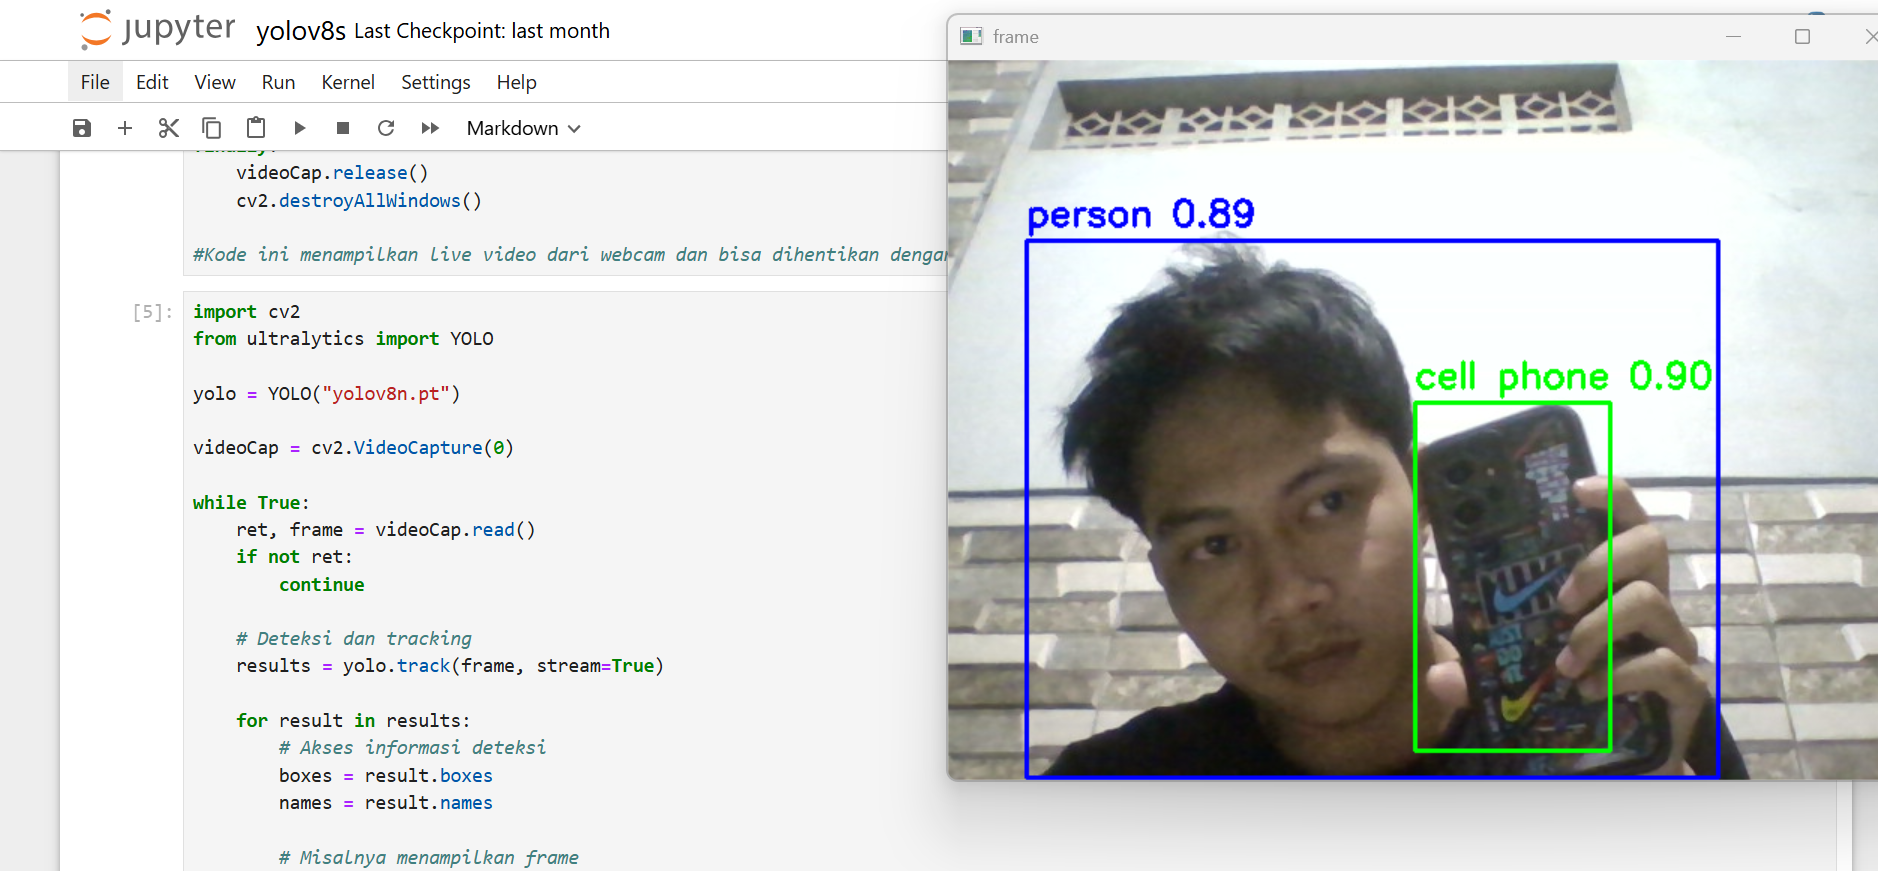 jupyter yolov8s Last Checkpoint: last month
File Edit View Run Kernel Settings Help
Markdown
videoCap.release()
cv2.destroyAllWindows()
#Kode ini menampilkan live video dari webcam dan bisa dihentikan dengan
[5]:
import cv2
from ultralytics import YOLO
yolo = YOLO("yolov8n.pt")
videoCap = cv2.VideoCapture(0)
while True:
ret, frame = videoCap.read()
if not ret:
continue
# Deteksi dan tracking
results = yolo.track(frame, stream=True)
for result in results:
# Akses informasi deteksi
boxes = result.boxes
names = result.names
# Misalnya menampilkan frame
frame
person 0.89
cell phone 0.90
JUST
DO
IT